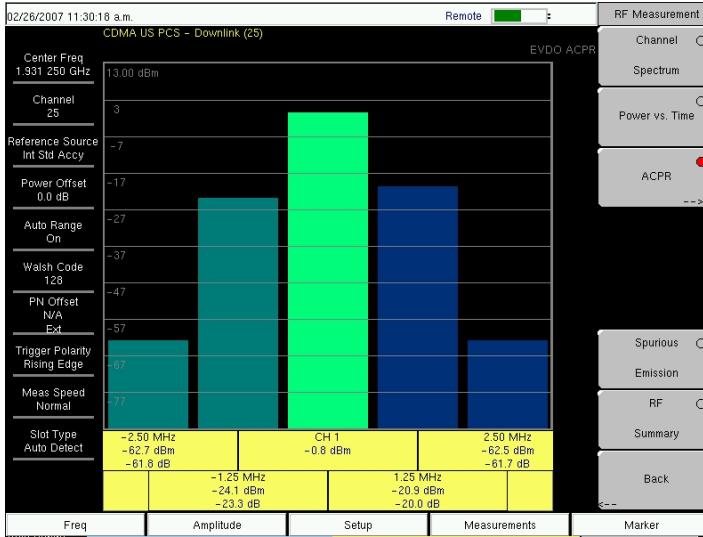 02/26/2007 11:30:18 a.m.
Remote
RF Measurement
CDMA US PCS - Downlink (25)
EVDO ACPR
Center Freq
1.931 250 GHz
Channel
25
Reference Source
Int Std Accy
Power Offset
0.0 dB
Auto Range
On
Walsh Code
128
PN Offset
N/A
Ext
Trigger Polarity
Rising Edge
Meas Speed
Normal
Slot Type
Auto Detect
13.00 dBm
3
-7
-17
-27
-37
-47
-57
-67
-77
-2.50 MHz
-62.7 dBm
-61.8 dB
CH 1
-0.8 dBm
2.50 MHz
-62.5 dBm
-61.7 dB
-1.25 MHz
-24.1 dBm
-23.3 dB
1.25 MHz
-20.9 dBm
-20.0 dB
Channel
Spectrum
Power vs. Time
ACPR
-->
Spurious
Emission
RF
Summary
Back
<--
Freq
Amplitude
Setup
Measurements
Marker